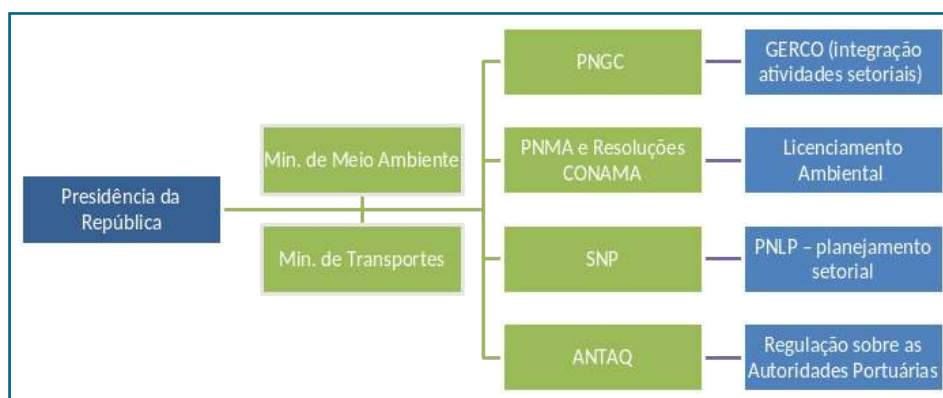 Presidência da
República
Min. de Meio Ambiente
Min. de Transportes
PNGC
GERCO (integração
atividades setoriais)
PNMA e Resoluções
CONAMA
Licenciamento
Ambiental
SNP
PNLP – planejamento
setorial
ANTAQ
Regulação sobre as
Autoridades Portuárias